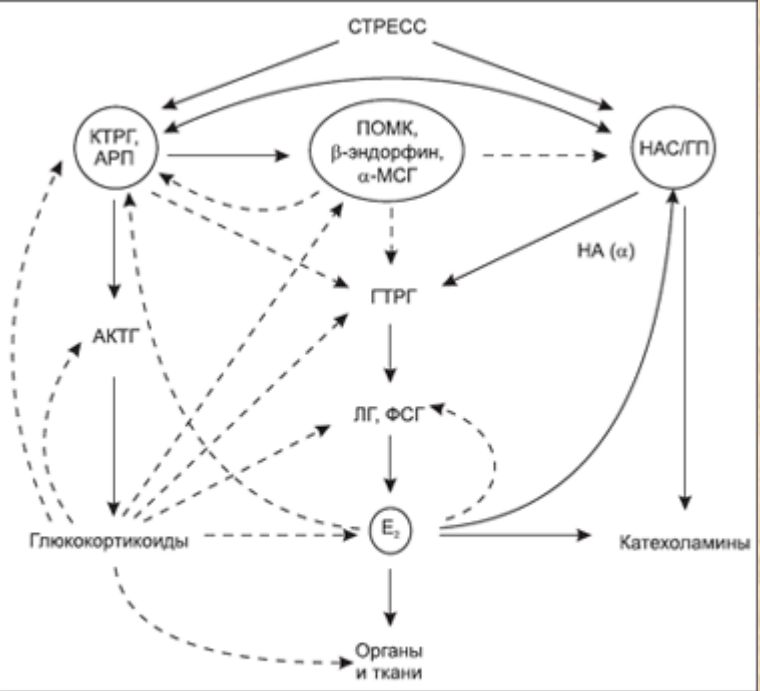 СТРЕСС
КТРГ,
АРП
ПОМК,
β-эндорфин,
α-МСГ
НАС/ГП
НА (α)
ГТРГ
АКТГ
ЛГ, ФСГ
Глюкокортикоиды
E₂
Катехоламины
Органы
и ткани